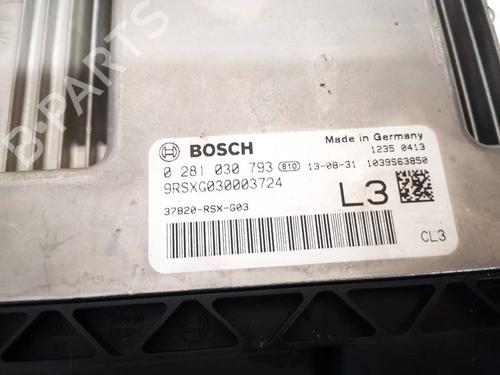 B-PARTS
BOSCH
Made in Germany
0 281 030 793 810 13-08-31
1235 0413
1039S63850
9RSXG030003724
37820-RSX-G03
L3
CL3